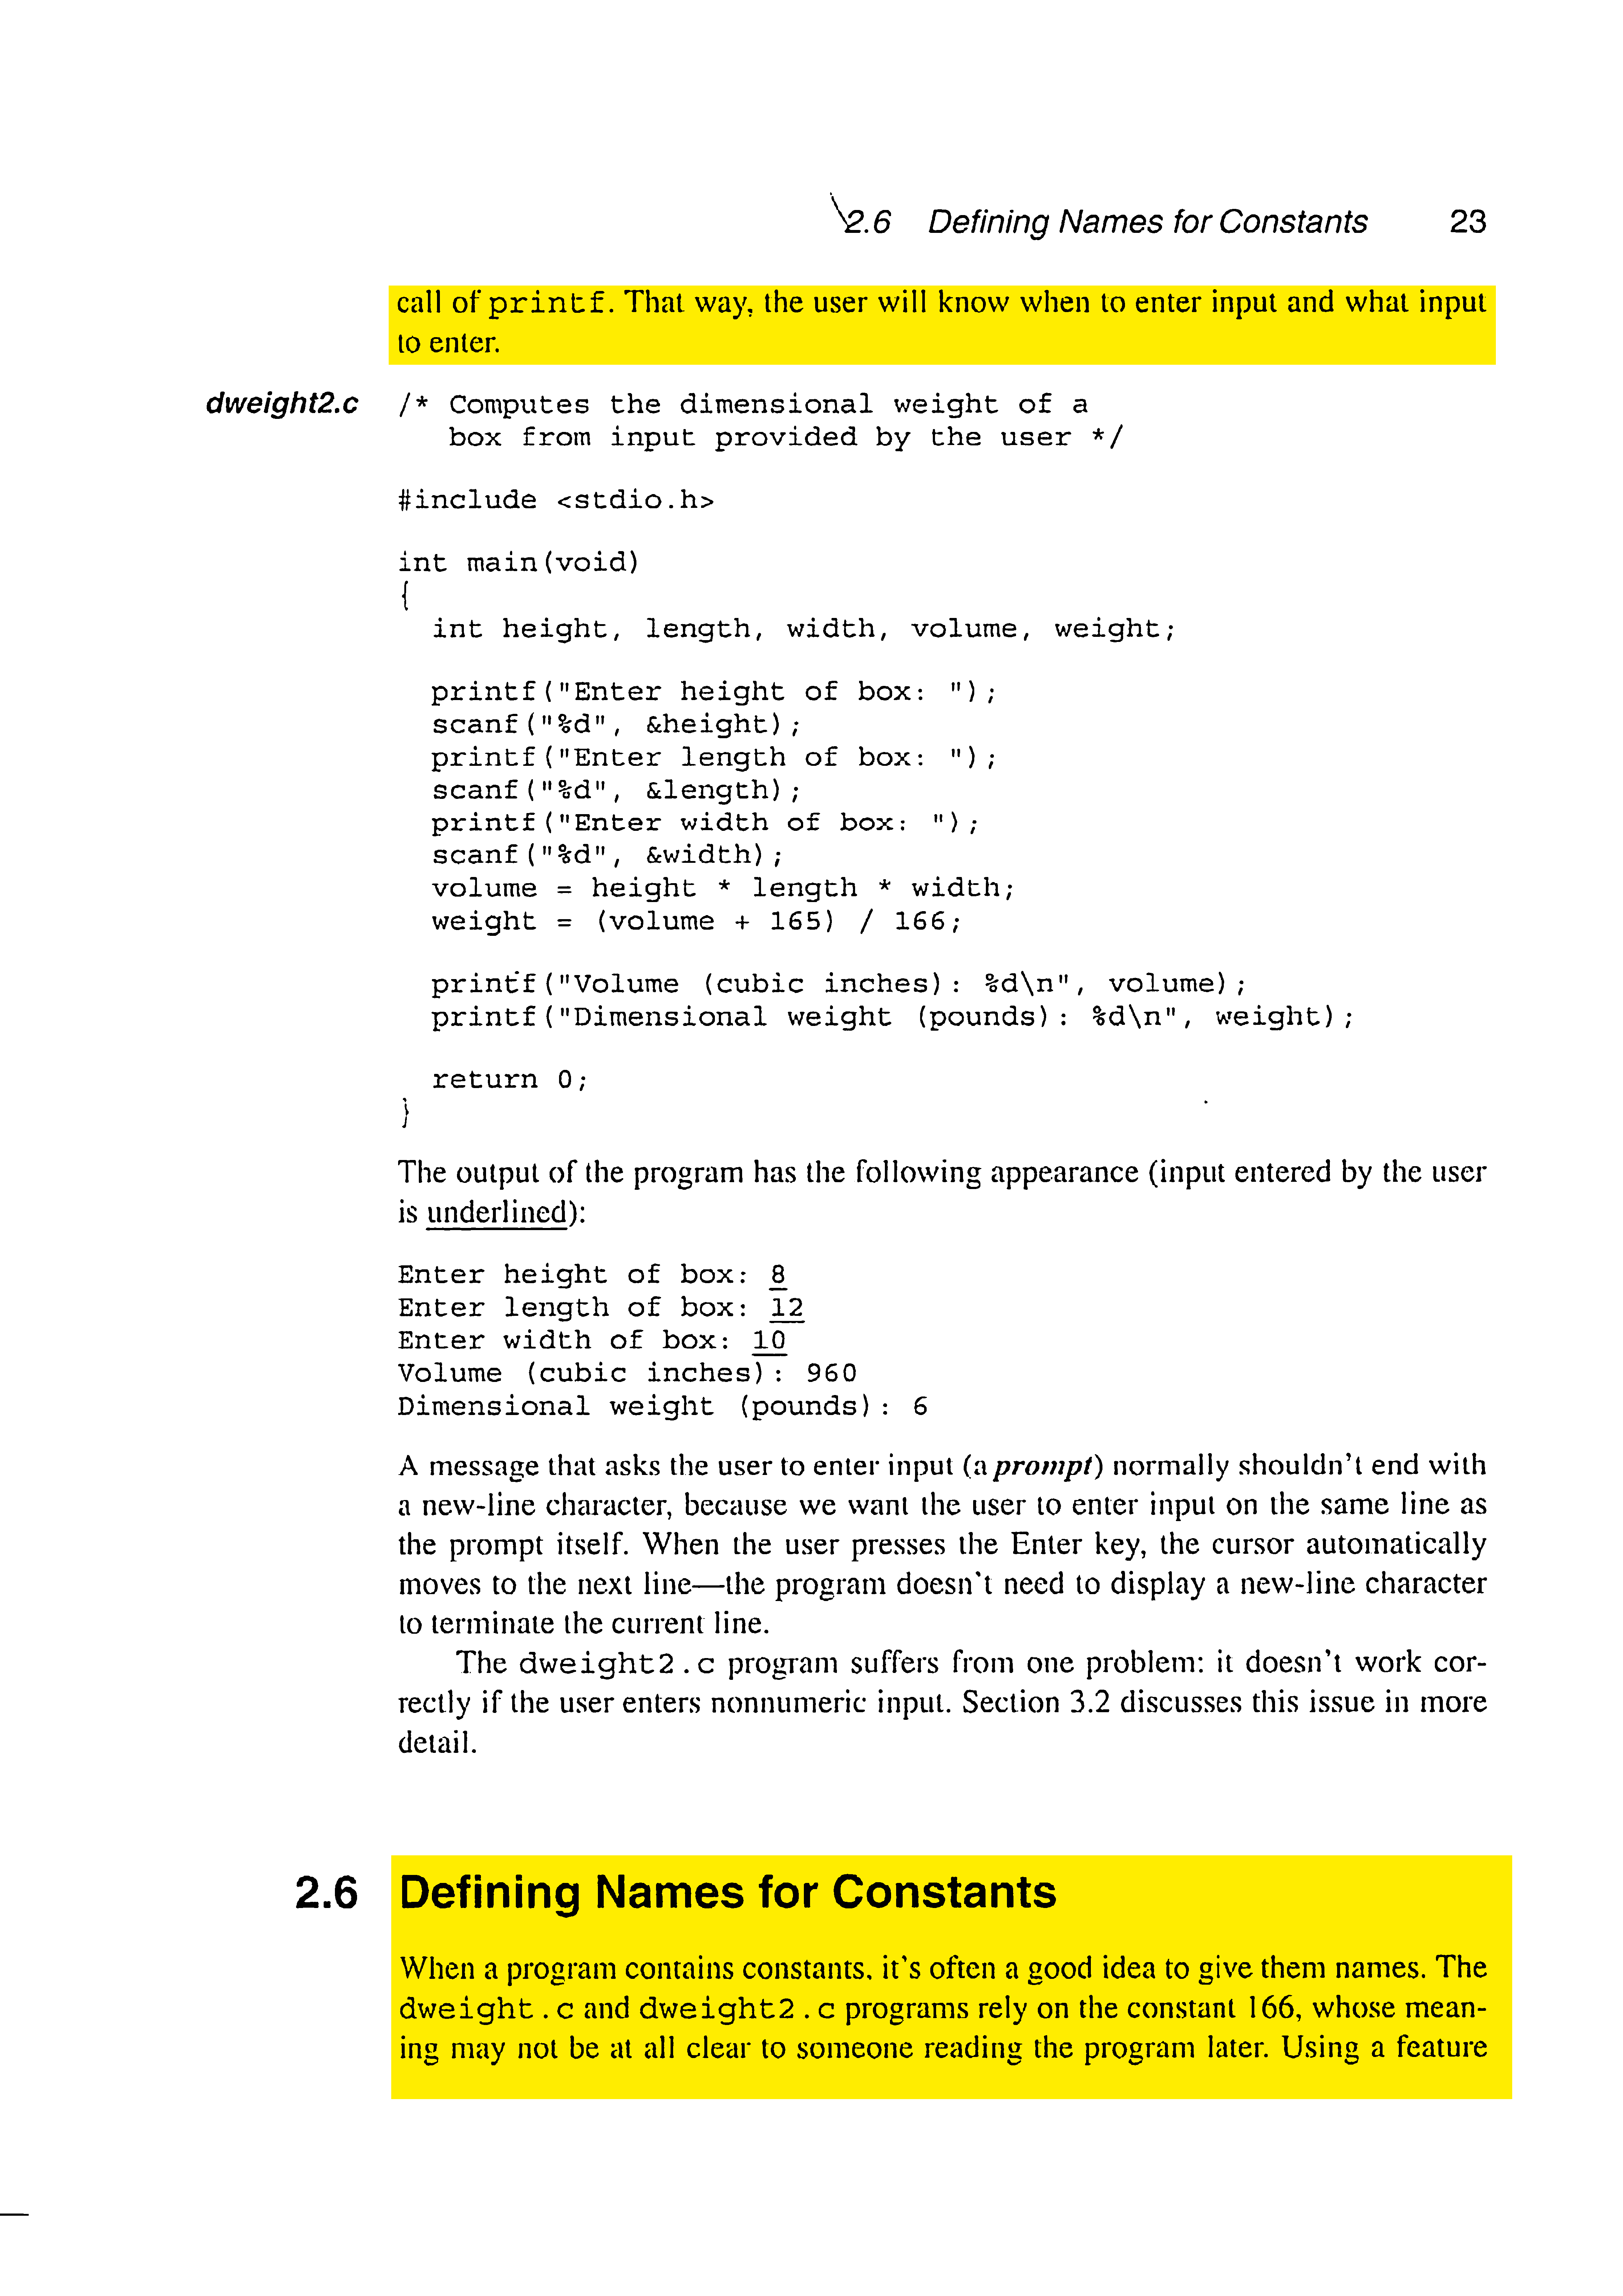 2.6 Defining Names for Constants 23
call of printf. That way, the user will know when to enter input and what input
to enter.
dweight2.c /* Computes the dimensional weight of a
box from input provided by the user */
#include <stdio.h>
int main(void)
{
int height, length, width, volume, weight;
printf("Enter height of box: ");
scanf("%d", &height);
printf("Enter length of box: ");
scanf("%d", &length);
printf("Enter width of box: ");
scanf("%d", &width);
volume = height * length * width;
weight = (volume + 165) / 166;
printf("Volume (cubic inches): %d\n", volume);
printf("Dimensional weight (pounds): %d\n", weight);
return 0;
}
The output of the program has the following appearance (input entered by the user
is underlined):
Enter height of box: 8
Enter length of box: 12
Enter width of box: 10
Volume (cubic inches): 960
Dimensional weight (pounds): 6
A message that asks the user to enter input (a prompt) normally shouldn't end with
a new-line character, because we want the user to enter input on the same line as
the prompt itself. When the user presses the Enter key, the cursor automatically
moves to the next line—the program doesn't need to display a new-line character
to terminate the current line.
The dweight2.c program suffers from one problem: it doesn't work cor-
rectly if the user enters nonnumeric input. Section 3.2 discusses this issue in more
detail.
2.6 Defining Names for Constants
When a program contains constants, it's often a good idea to give them names. The
dweight.c and dweight2.c programs rely on the constant 166, whose mean-
ing may not be at all clear to someone reading the program later. Using a feature